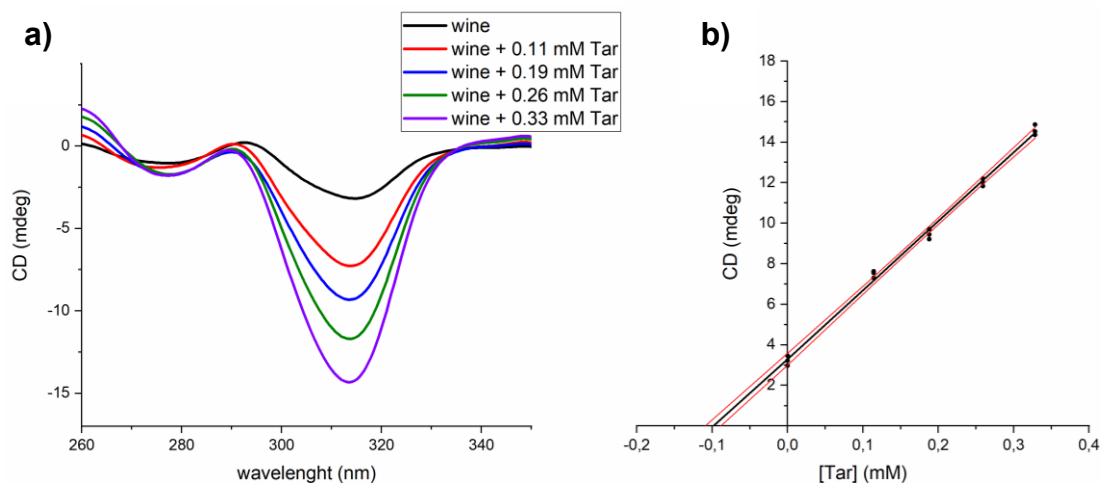 a)
wine
wine + 0.11 mM Tar
wine + 0.19 mM Tar
wine + 0.26 mM Tar
wine + 0.33 mM Tar
0
-5
-10
-15
CD (mdeg)
260 280 300 320 340
wavelenght (nm)
b)
18
16
14
12
10
8
6
4
2
CD (mdeg)
-0,2 -0,1 0,0 0,1 0,2 0,3 0,4
[Tar] (mM)